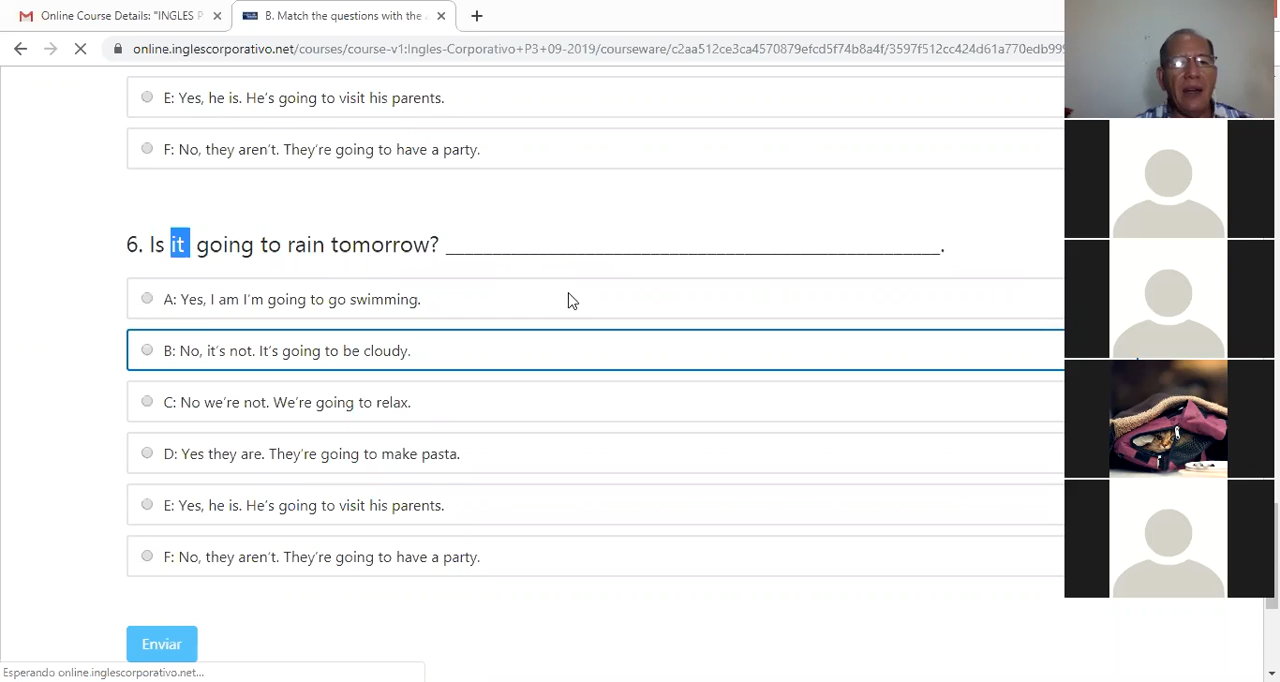 Online Course Details: "INGLES P
B. Match the questions with the
online.inglescorporativo.net/courses/course-v1:Ingles-Corporativo+P3+09-2019/courseware/c2aa512ce3ca4570879efcd5f74b8a4f/3597f512cc424d61a770edb999
E: Yes, he is. He's going to visit his parents.
F: No, they aren't. They're going to have a party.
6. Is it going to rain tomorrow? ______________________________________________.
A: Yes, I am I'm going to go swimming.
B: No, it's not. It's going to be cloudy.
C: No we're not. We're going to relax.
D: Yes they are. They're going to make pasta.
E: Yes, he is. He's going to visit his parents.
F: No, they aren't. They're going to have a party.
Enviar
Esperando online.inglescorporativo.net...